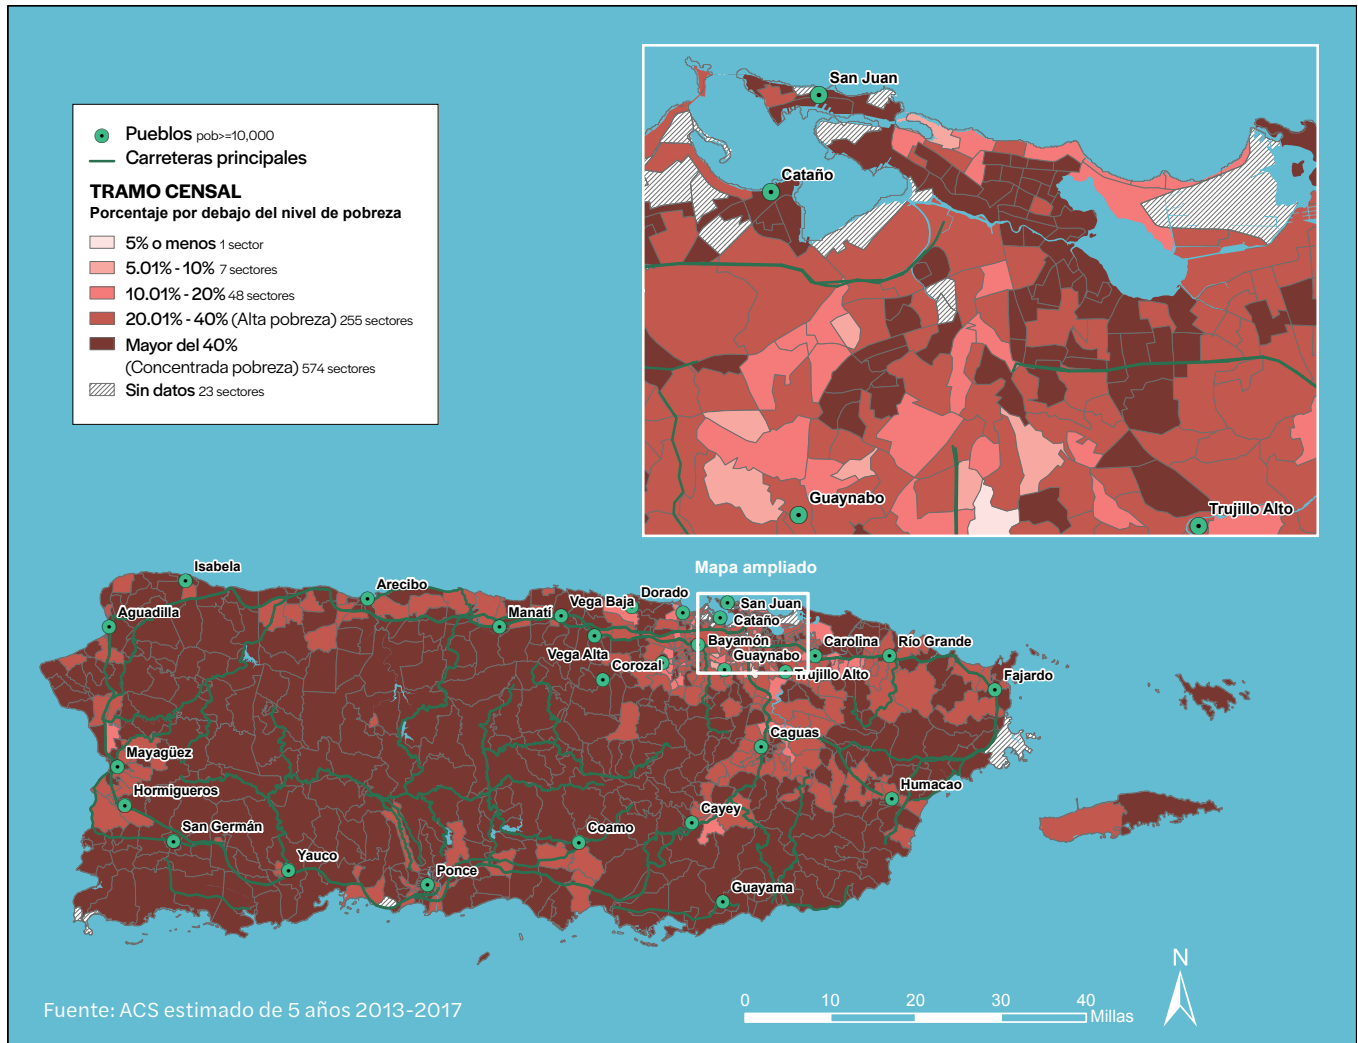 Pueblos pob>=10,000
Carreteras principales
TRAMO CENSAL
Porcentaje por debajo del nivel de pobreza
5% o menos 1 sector
5.01% - 10% 7 sectores
10.01% - 20% 48 sectores
20.01% - 40% (Alta pobreza) 255 sectores
Mayor del 40%
(Concentrada pobreza) 574 sectores
Sin datos 23 sectores
San Juan
Cataño
Guaynabo
Trujillo Alto
Mapa ampliado
Isabela
Aguadilla
Arecibo
Manatí
Vega Baja
Dorado
San Juan
Cataño
Vega Alta
Corozal
Bayamón
Guaynabo
Trujillo Alto
Carolina
Río Grande
Fajardo
Mayagüez
Hormigueros
San Germán
Yauco
Ponce
Coamo
Cayey
Caguas
Humacao
Guayama
Fuente: ACS estimado de 5 años 2013-2017
0 10 20 30 40
Millas
N